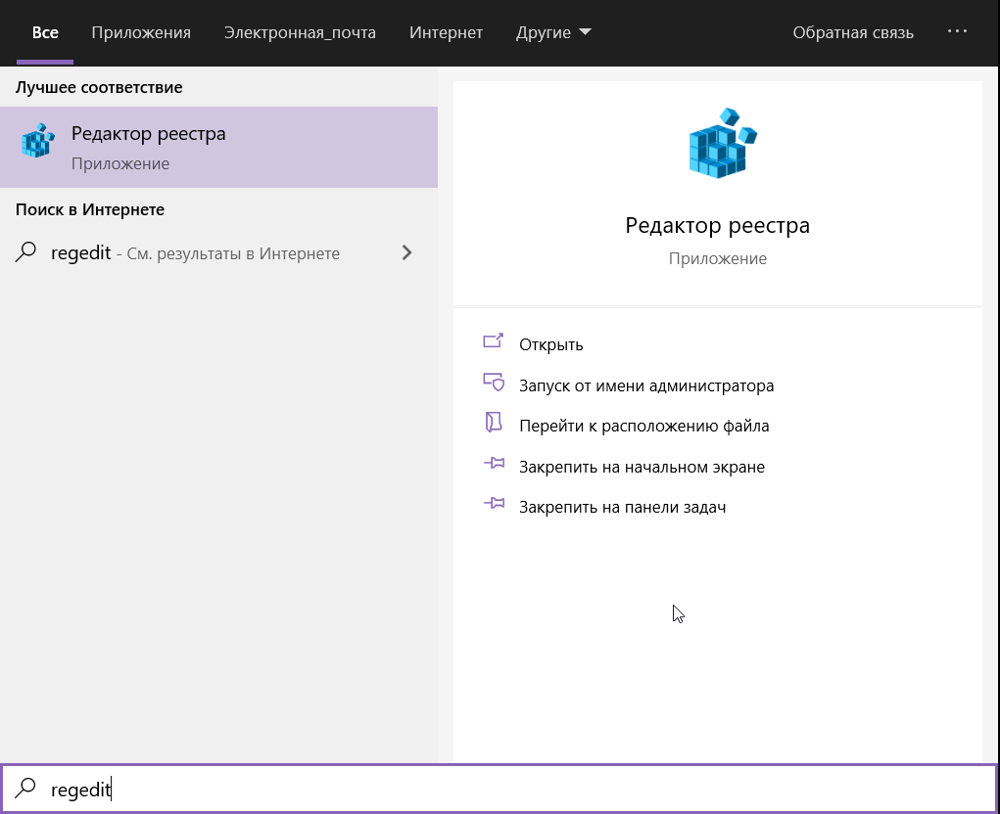 Все Приложения Электронная_почта Интернет Другие Обратная связь ...
Лучшее соответствие
Редактор реестра
Приложение
Поиск в Интернете
regedit - См. результаты в Интернете
Редактор реестра
Приложение
Открыть
Запуск от имени администратора
Перейти к расположению файла
Закрепить на начальном экране
Закрепить на панели задач
regedit